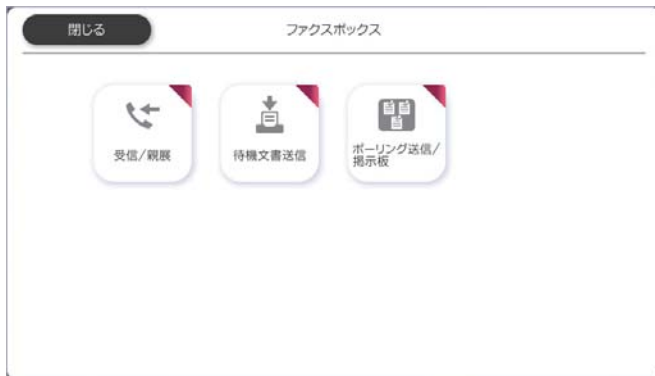 閉じる
ファクスボックス
受信/親展
待機文書送信
ポーリング送信/
掲示板